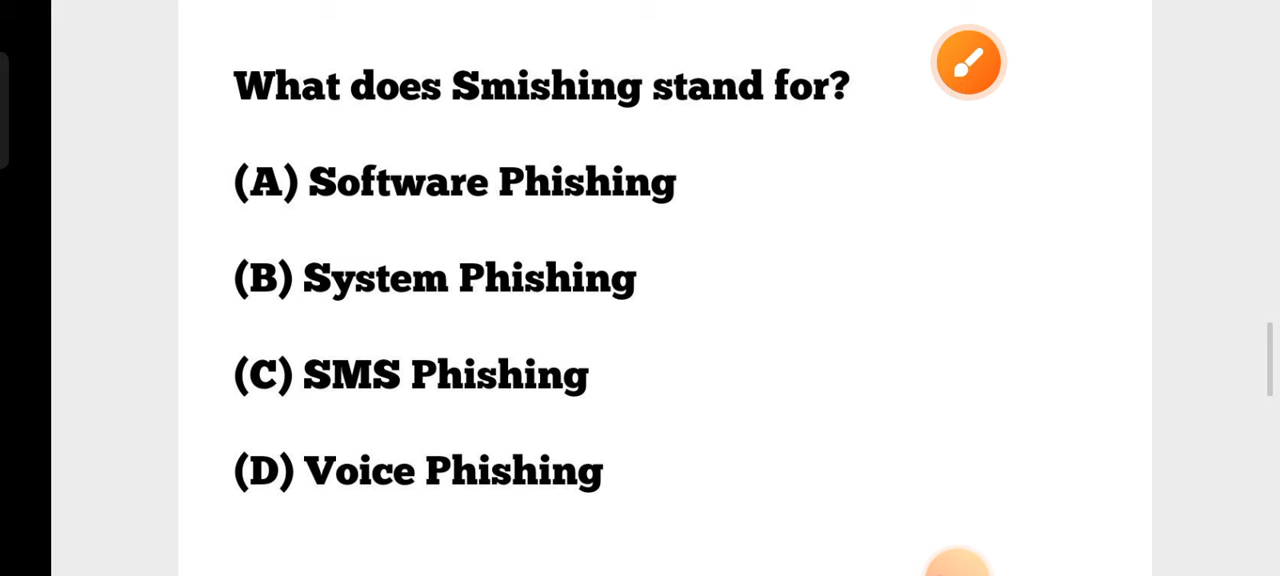 What does Smishing stand for?
(A) Software Phishing
(B) System Phishing
(C) SMS Phishing
(D) Voice Phishing